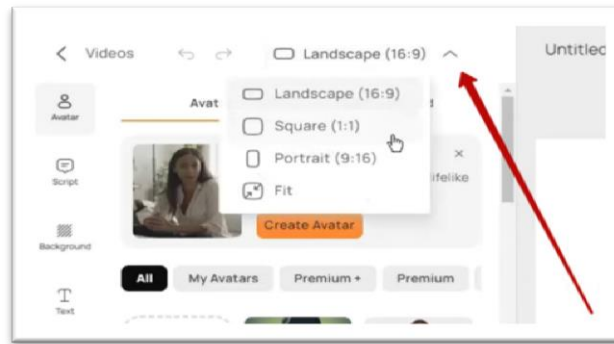 Videos
Landscape (16:9)
Untitled
Avatar
Avat
Landscape (16:9)
Square (1:1)
Portrait (9:16)
Fit
ifelike
Create Avatar
Script
Background
All
My Avatars
Premium +
Premium
Text